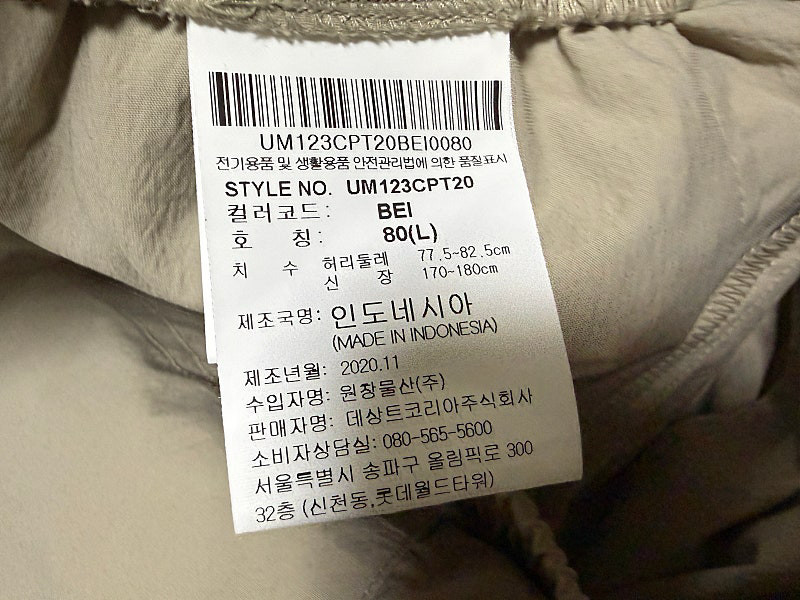 UM123CPT20BEI0080
전기용품 및 생활용품 안전관리법에 의한 품질표시
STYLE NO. UM123CPT20
컬러코드: BEI
호 칭: 80(L)
치 수 허리둘레 77.5~82.5cm
신 장 170~180cm
제조국명: 인도네시아
(MADE IN INDONESIA)
제조년월: 2020.11
수입자명: 원창물산(주)
판매자명: 데상트코리아주식회사
소비자상담실: 080-565-5600
서울특별시 송파구 올림픽로 300
32층 (신천동,롯데월드타워)